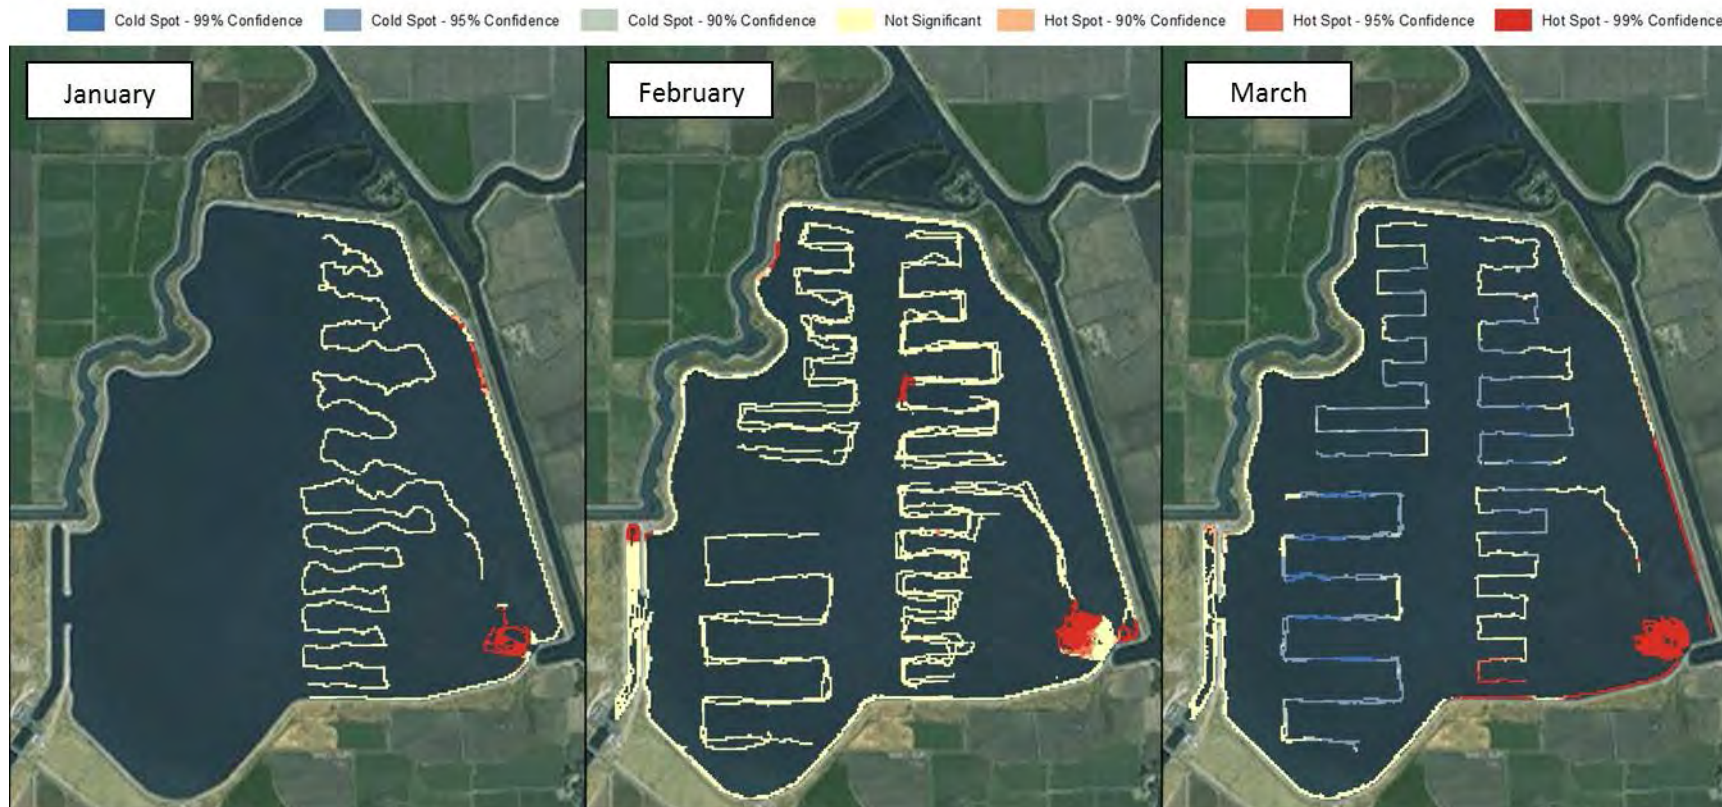 Cold Spot - 99% Confidence Cold Spot - 95% Confidence Cold Spot - 90% Confidence Not Significant Hot Spot - 90% Confidence Hot Spot - 95% Confidence Hot Spot - 99% Confidence
January February March